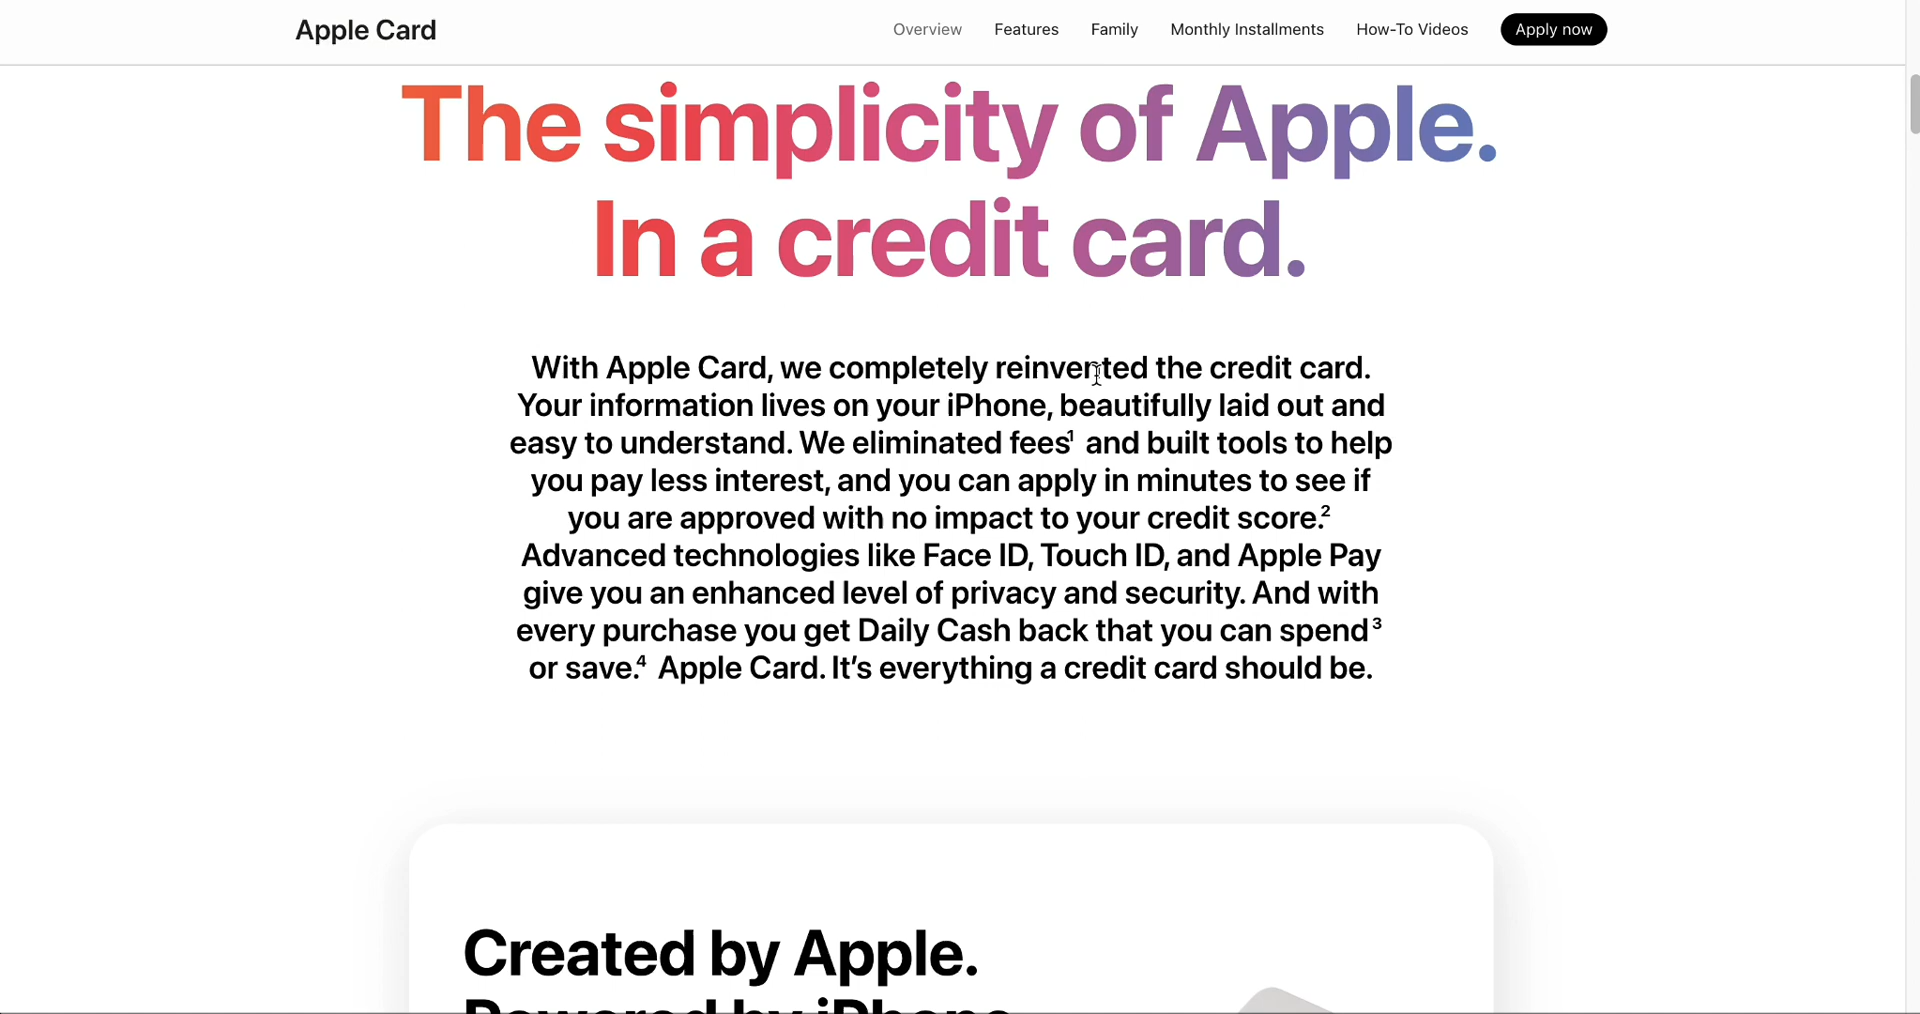 Apple Card
Overview Features Family Monthly Installments How-To Videos Apply now
The simplicity of Apple.
In a credit card.
With Apple Card, we completely reinvented the credit card.
Your information lives on your iPhone, beautifully laid out and
easy to understand. We eliminated fees¹ and built tools to help
you pay less interest, and you can apply in minutes to see if
you are approved with no impact to your credit score.²
Advanced technologies like Face ID, Touch ID, and Apple Pay
give you an enhanced level of privacy and security. And with
every purchase you get Daily Cash back that you can spend³
or save.⁴ Apple Card. It’s everything a credit card should be.
Created by Apple.
Powered by iPhone